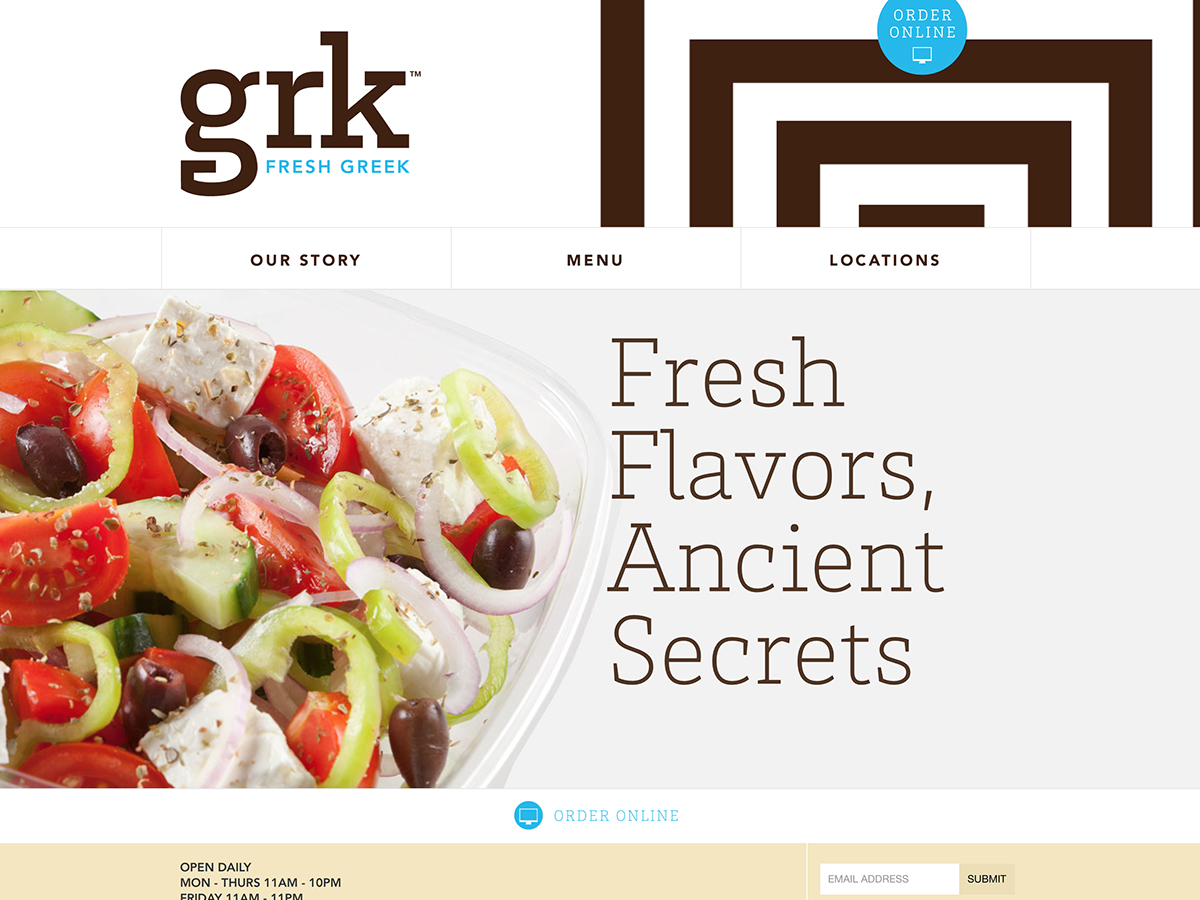 ORDER
ONLINE
grk™
FRESH GREEK
OUR STORY
MENU
LOCATIONS
Fresh
Flavors,
Ancient
Secrets
ORDER ONLINE
OPEN DAILY
MON - THURS 11AM - 10PM
FRIDAY 11AM - 11PM
EMAIL ADDRESS
SUBMIT